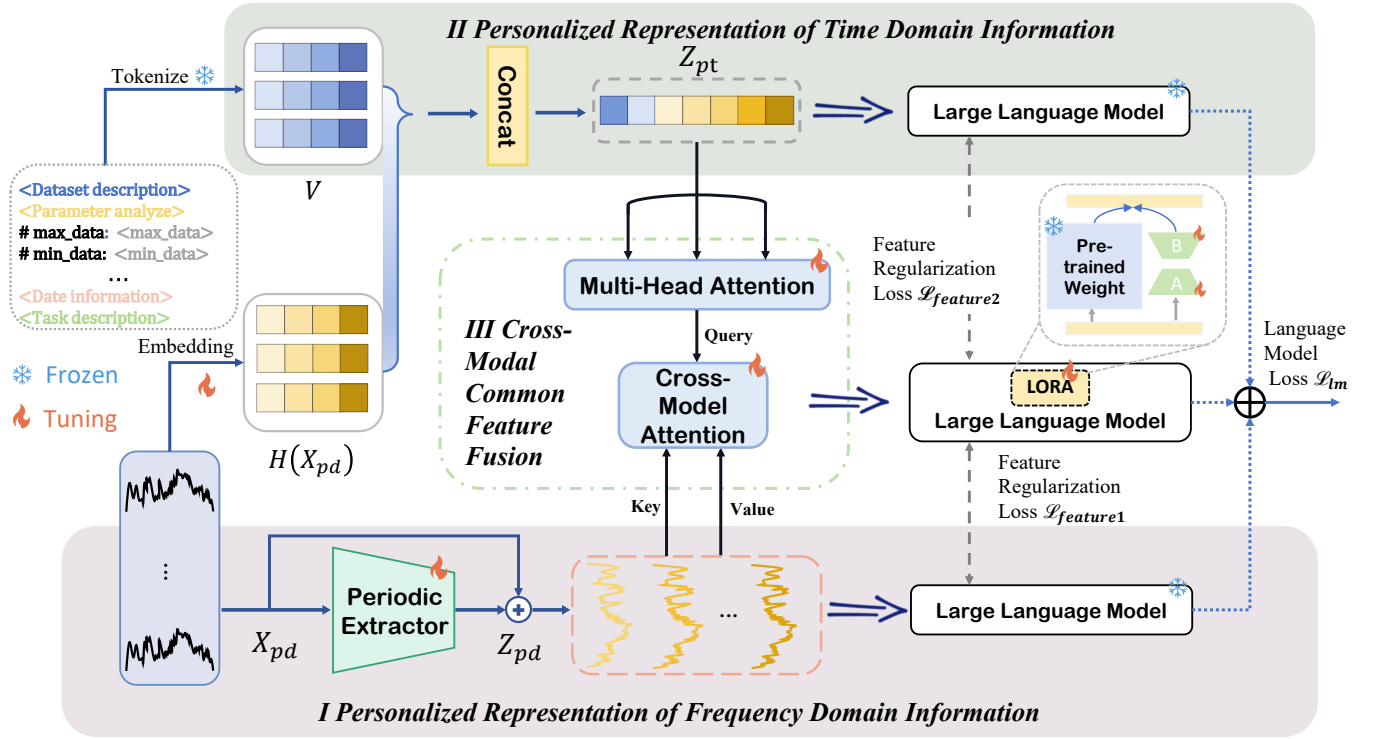 II Personalized Representation of Time Domain Information
Tokenize
V
Concat
Z_pt
Large Language Model
<Dataset description>
<Parameter analyze>
# max_data: <max_data>
# min_data: <min_data>
...
<Date information>
<Task description>
Embedding
H(X_pd)
Frozen
Tuning
Multi-Head Attention
Query
III Cross-
Modal
Common
Feature
Fusion
Cross-
Model
Attention
Key
Value
Feature
Regularization
Loss ℒ_feature2
Pre-
trained
Weight
B
A
LORA
Large Language Model
Language
Model
Loss ℒ_lm
Feature
Regularization
Loss ℒ_feature1
...
X_pd
Periodic
Extractor
+
Z_pd
...
Large Language Model
I Personalized Representation of Frequency Domain Information